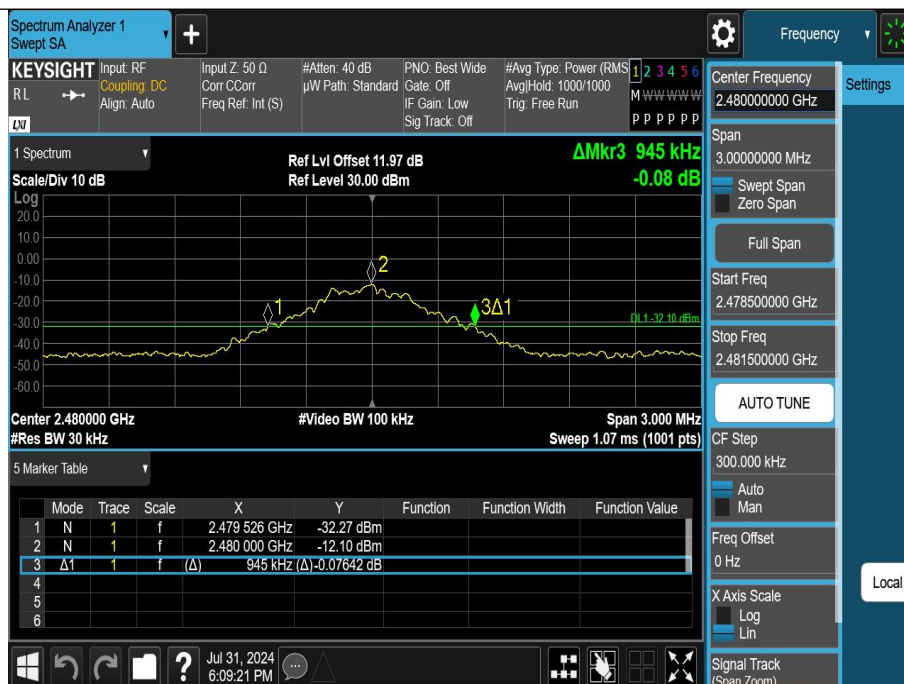 Spectrum Analyzer 1
Swept SA
+
Frequency
KEYSIGHT
RL
LXI
Input: RF
Coupling: DC
Align: Auto
Input Z: 50 Ω
Corr CCorr
Freq Ref: Int (S)
#Atten: 40 dB
µW Path: Standard
PNO: Best Wide
Gate: Off
IF Gain: Low
Sig Track: Off
#Avg Type: Power (RMS
Avg|Hold: 1000/1000
Trig: Free Run
1 2 3 4 5 6
M W W W W W
P P P P P P
1 Spectrum
Scale/Div 10 dB
Ref Lvl Offset 11.97 dB
Ref Level 30.00 dBm
ΔMkr3 945 kHz
-0.08 dB
Log
20.0
10.0
0.00
-10.0
-20.0
-30.0
-40.0
-50.0
-60.0
2
1
3Δ1
DL1 -32.10 dBm
Center 2.480000 GHz
#Video BW 100 kHz
Span 3.000 MHz
#Res BW 30 kHz
Sweep 1.07 ms (1001 pts)
5 Marker Table
Mode Trace Scale X Y Function Function Width Function Value
1 N 1 f 2.479 526 GHz -32.27 dBm
2 N 1 f 2.480 000 GHz -12.10 dBm
3 Δ1 1 f (Δ) 945 kHz (Δ) -0.07642 dB
4
5
6
?
Jul 31, 2024
6:09:21 PM
Center Frequency
2.480000000 GHz
Span
3.00000000 MHz
Swept Span
Zero Span
Full Span
Start Freq
2.478500000 GHz
Stop Freq
2.481500000 GHz
AUTO TUNE
CF Step
300.000 kHz
Auto
Man
Freq Offset
0 Hz
X Axis Scale
Log
Lin
Signal Track
(Span Zoom)
Settings
Local